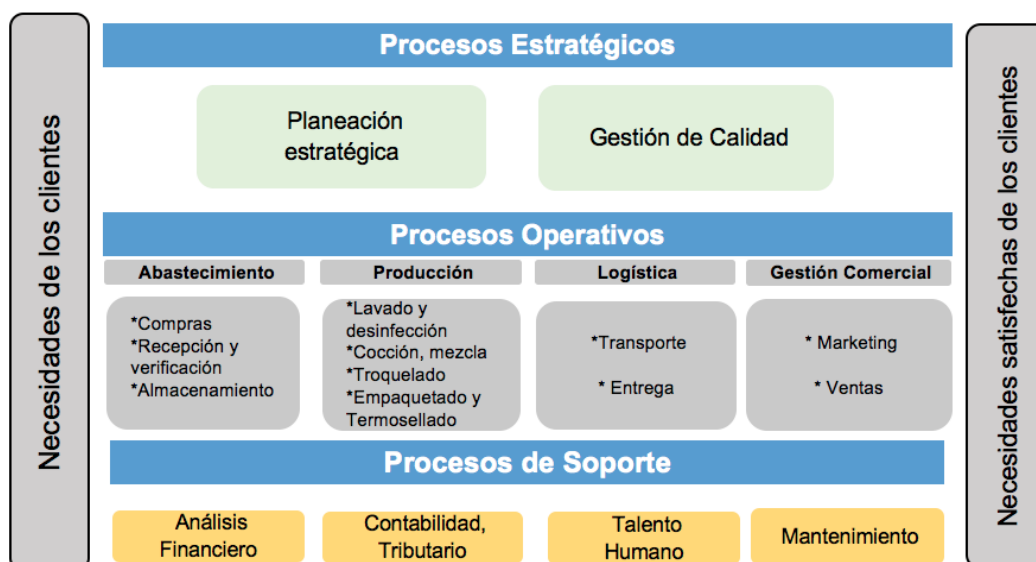 Necesidades de los clientes
Procesos Estratégicos
Planeación
estratégica
Gestión de Calidad
Procesos Operativos
Abastecimiento
*Compras
*Recepción y
verificación
*Almacenamiento
Producción
*Lavado y
desinfección
*Cocción, mezcla
*Troquelado
*Empaquetado y
Termosellado
Logística
*Transporte
* Entrega
Gestión Comercial
* Marketing
* Ventas
Procesos de Soporte
Análisis
Financiero
Contabilidad,
Tributario
Talento
Humano
Mantenimiento
Necesidades satisfechas de los clientes